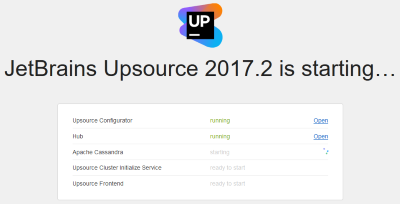 UP
JetBrains Upsource 2017.2 is starting...
Upsource Configurator running Open
Hub running Open
Apache Cassandra starting
Upsource Cluster Initialize Service ready to start
Upsource Frontend ready to start